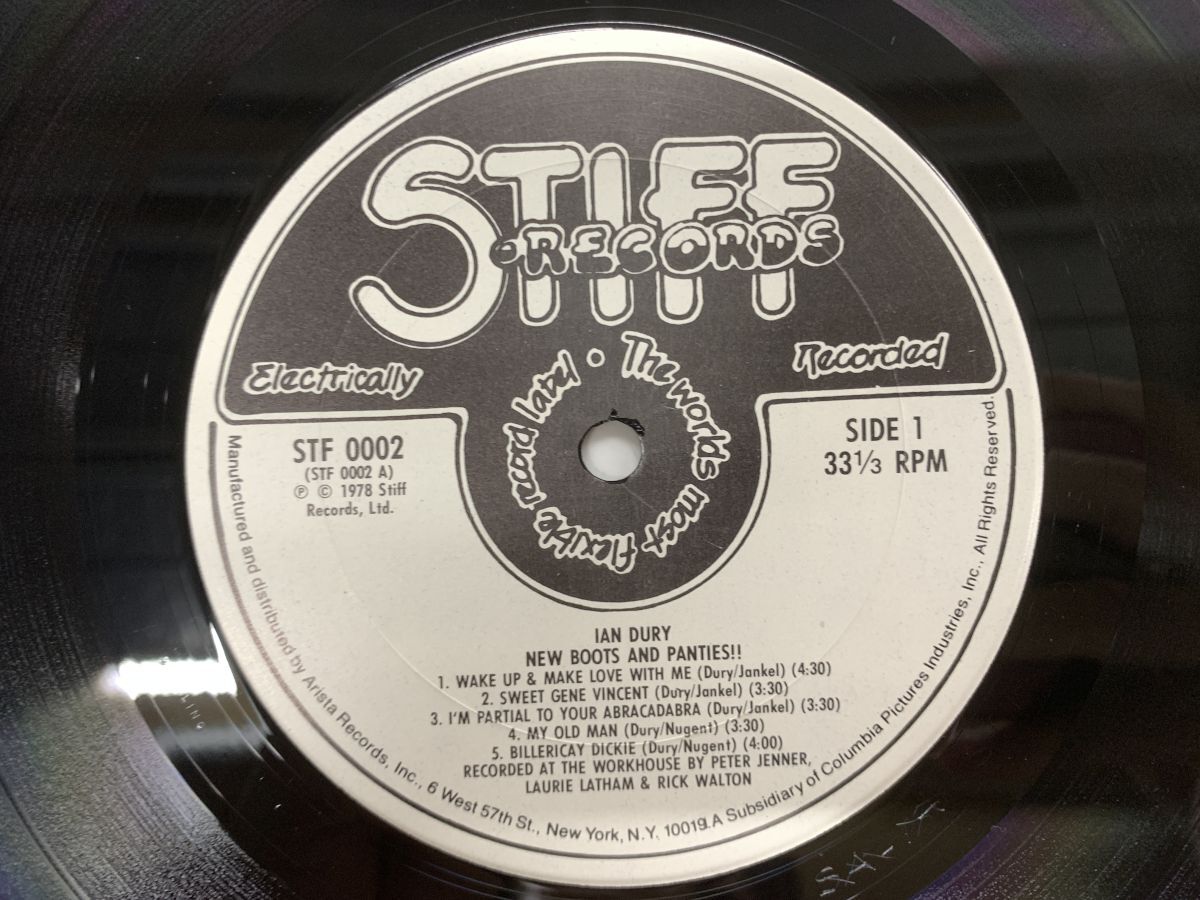 STIFF
RECORDS
Electrically
Recorded
The worlds most flexible record label
STF 0002
(STF 0002 A)
℗ © 1978 Stiff
Records, Ltd.
SIDE 1
33 1/3 RPM
IAN DURY
NEW BOOTS AND PANTIES!!
1. WAKE UP & MAKE LOVE WITH ME (Dury/Jankel) (4:30)
2. SWEET GENE VINCENT (Dury/Jankel) (3:30)
3. I'M PARTIAL TO YOUR ABRACADABRA (Dury/Jankel) (3:30)
4. MY OLD MAN (Dury/Nugent) (3:30)
5. BILLERICAY DICKIE (Dury/Nugent) (4:00)
RECORDED AT THE WORKHOUSE BY PETER JENNER,
LAURIE LATHAM & RICK WALTON
Manufactured and distributed by Arista Records, Inc., 6 West 57th St., New York, N.Y. 10019. A Subsidiary of Columbia Pictures Industries, Inc., All Rights Reserved.